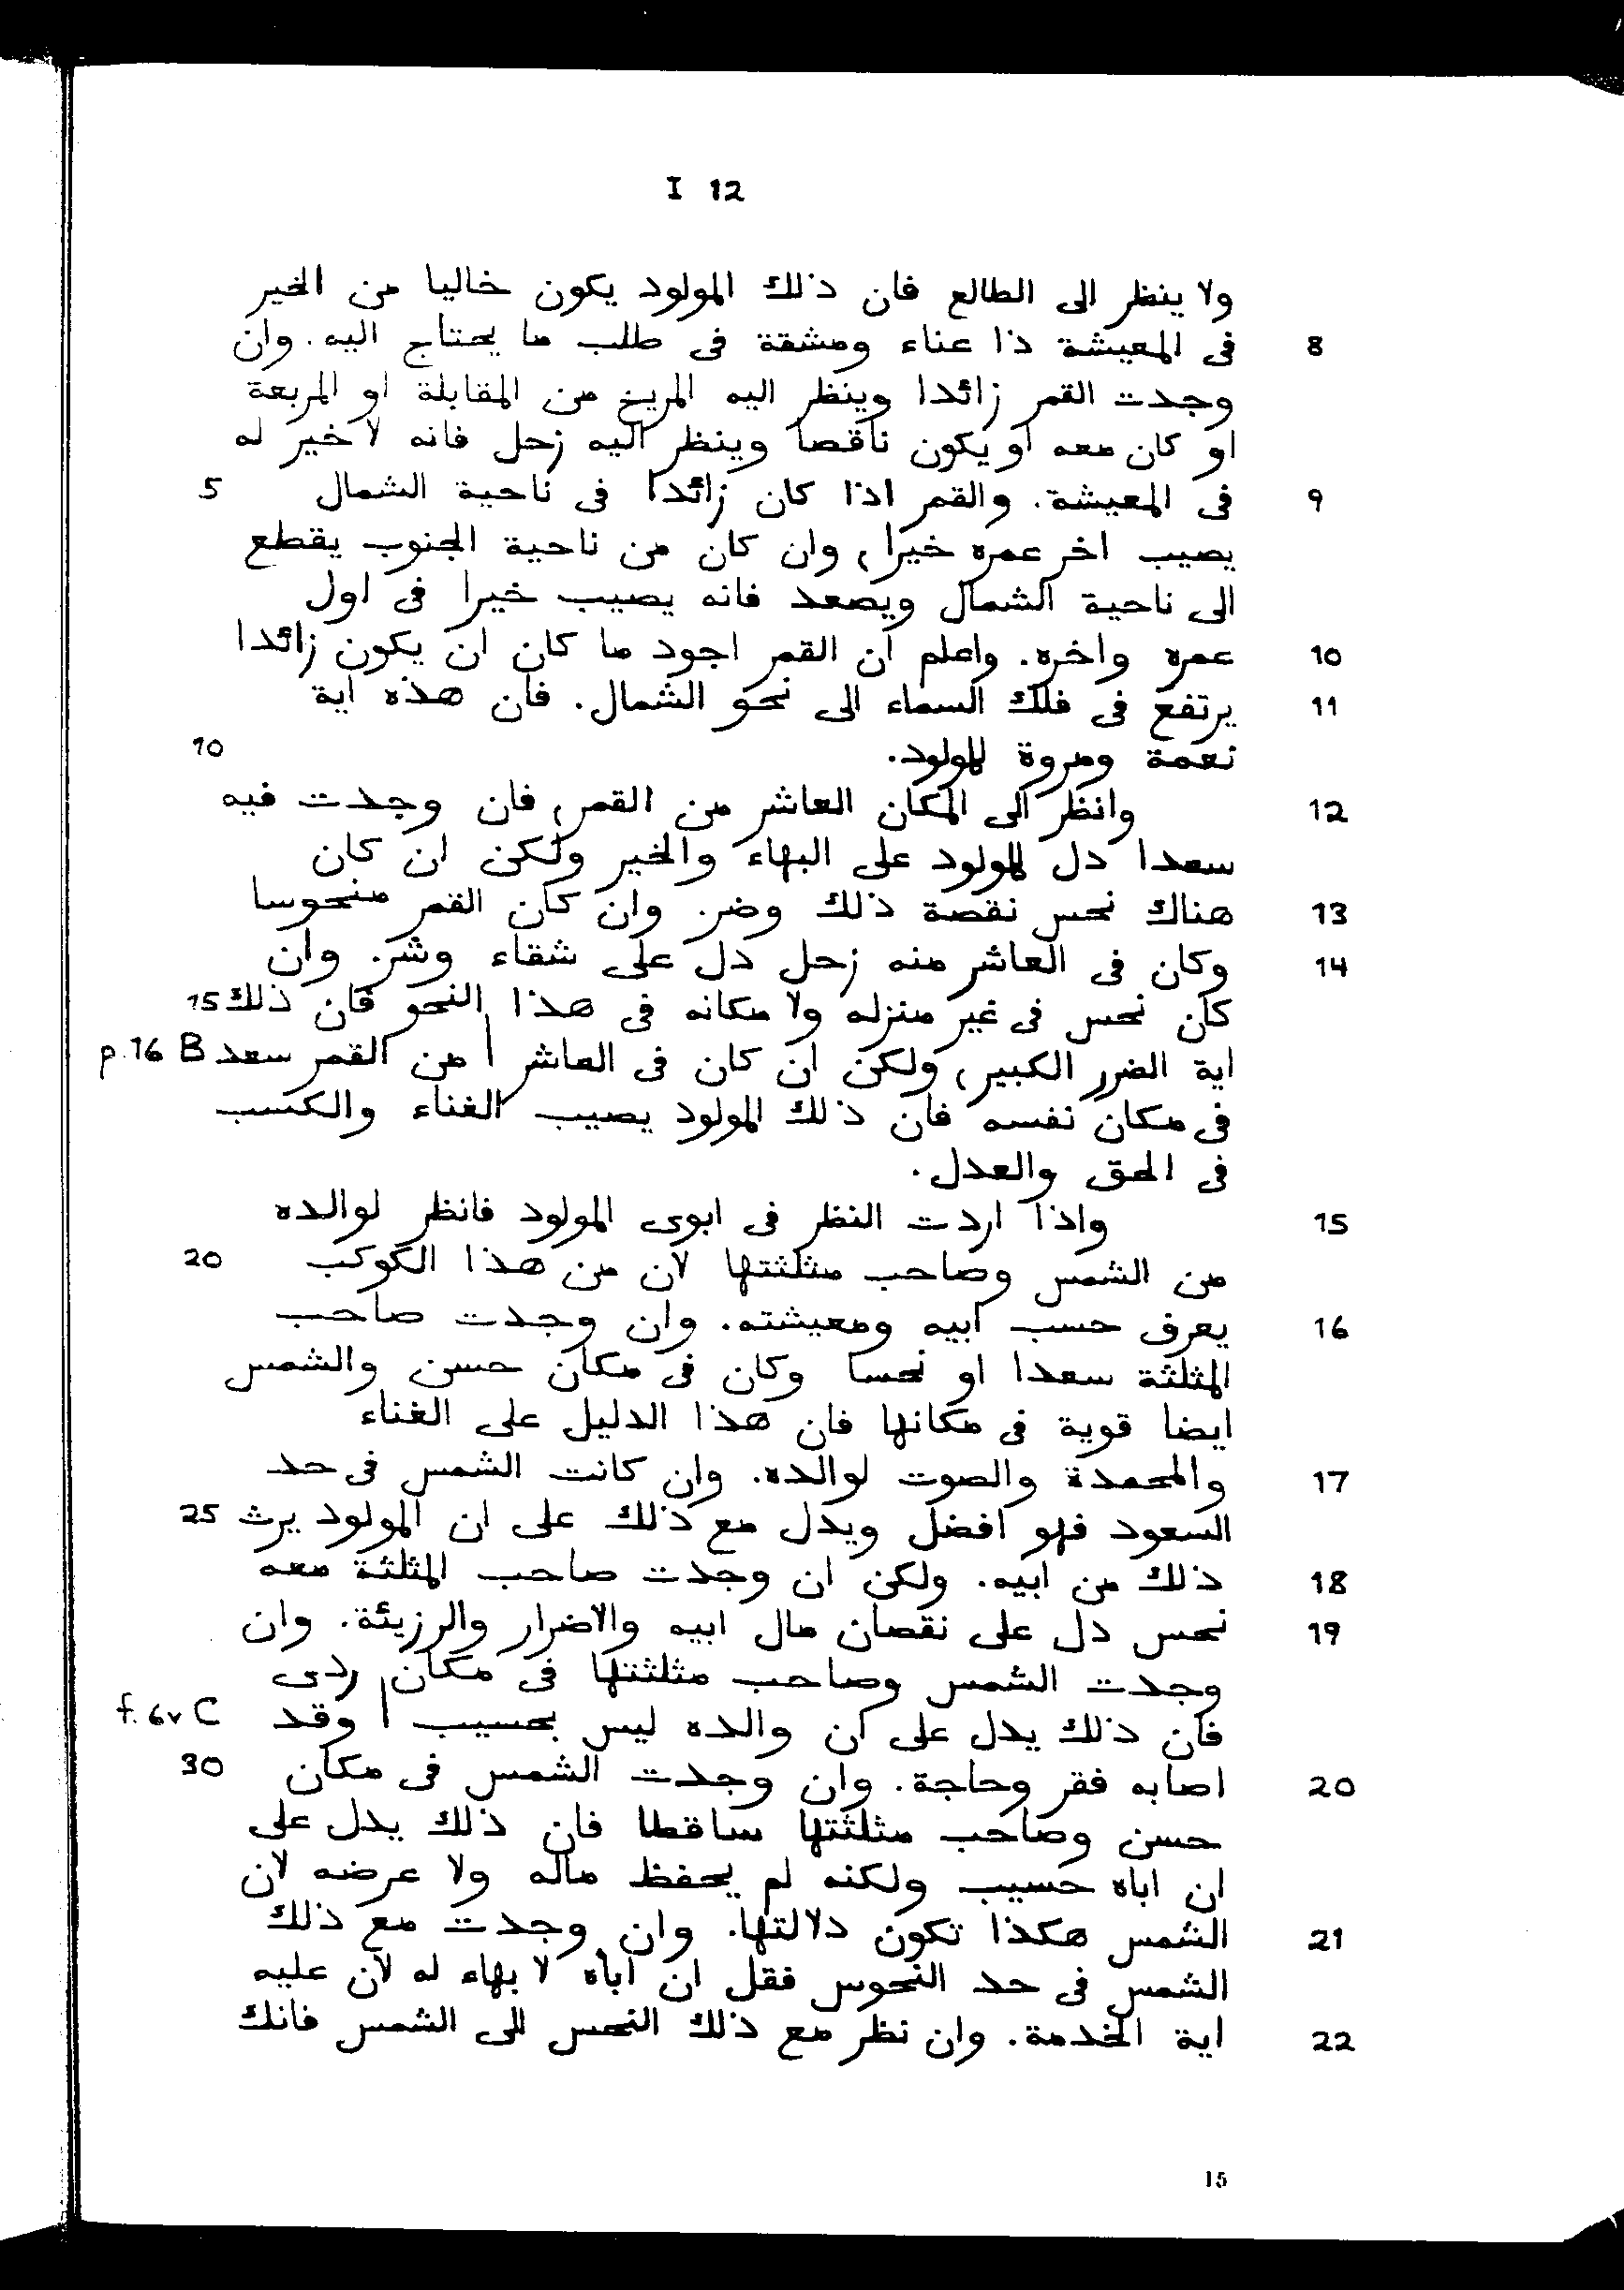 I 12
ولا ينظر الى الطالع فان ذلك المولود يكون خاليا من الخير
8 فى المعيشة ذا عناء ومشقة فى طلب ما يحتاج اليه. وان
وجدت القمر زائدا وينظر اليه المريخ من المقابلة او المربعة
او كان معه او يكون ناقصا وينظر اليه زحل فانه لا خير له
9 فى المعيشة. والقمر اذا كان زائدا فى ناحية الشمال 5
يصيب اخر عمره خيرا، وان كان من ناحية الجنوب يقطع
الى ناحية الشمال ويصعد فانه يصيب خيرا فى اول
10 عمره واخره. واعلم ان القمر اجود ما كان ان يكون زائدا
11 يرتفع فى فلك السماء الى نحو الشمال. فان هذه اية
نعمة ومروة للمولود. 10
12 وانظر الى المكان العاشر من القمر، فان وجدت فيه
سعدا دل للمولود على البهاء والخير ولكن ان كان
13 هناك نحس نقصة ذلك وضر. وان كان القمر منحوسا
14 وكان فى العاشر منه زحل دل على شقاء وشر. وان
كان نحس فى غير منزله ولا مكانه فى هذا النحو فان ذلك 15
اية الضرر الكبير، ولكن ان كان فى العاشر | من القمر سعد p.16 B
فى مكان نفسه فان ذلك المولود يصيب الغناء والكسب
فى الحق والعدل.
15 واذا اردت النظر فى ابوى المولود فانظر لوالده
من الشمس وصاحب مثلثتها لان من هذا الكوكب 20
16 يعرف حسب ابيه ومعيشته. وان وجدت صاحب
المثلثة سعدا او نحسا وكان فى مكان حسن والشمس
ايضا قوية فى مكانها فان هذا الدليل على الغناء
17 والمحمدة والصوت لوالده. وان كانت الشمس فى حد
السعود فهو افضل ويدل مع ذلك على ان المولود يرث 25
18 ذلك من ابيه. ولكن ان وجدت صاحب المثلثة معه
19 نحس دل على نقصان مال ابيه والاضرار والرزيئة. وان
وجدت الشمس وصاحب مثلثتها فى مكان ردى
فان ذلك يدل على ان والده ليس بحسيب | وقد f. 6v C
20 اصابه فقر وحاجة. وان وجدت الشمس فى مكان 30
حسن وصاحب مثلثتها ساقطا فان ذلك يدل على
ان اباه حسيب ولكنه لم يحفظ ماله ولا عرضه لان
21 الشمس هكذا تكون دلالتها. وان وجدت مع ذلك
الشمس فى حد النحوس فقل ان اباه لا بهاء له لان عليه
22 اية الخدمة. وان نظر مع ذلك النحس الى الشمس فانك
15